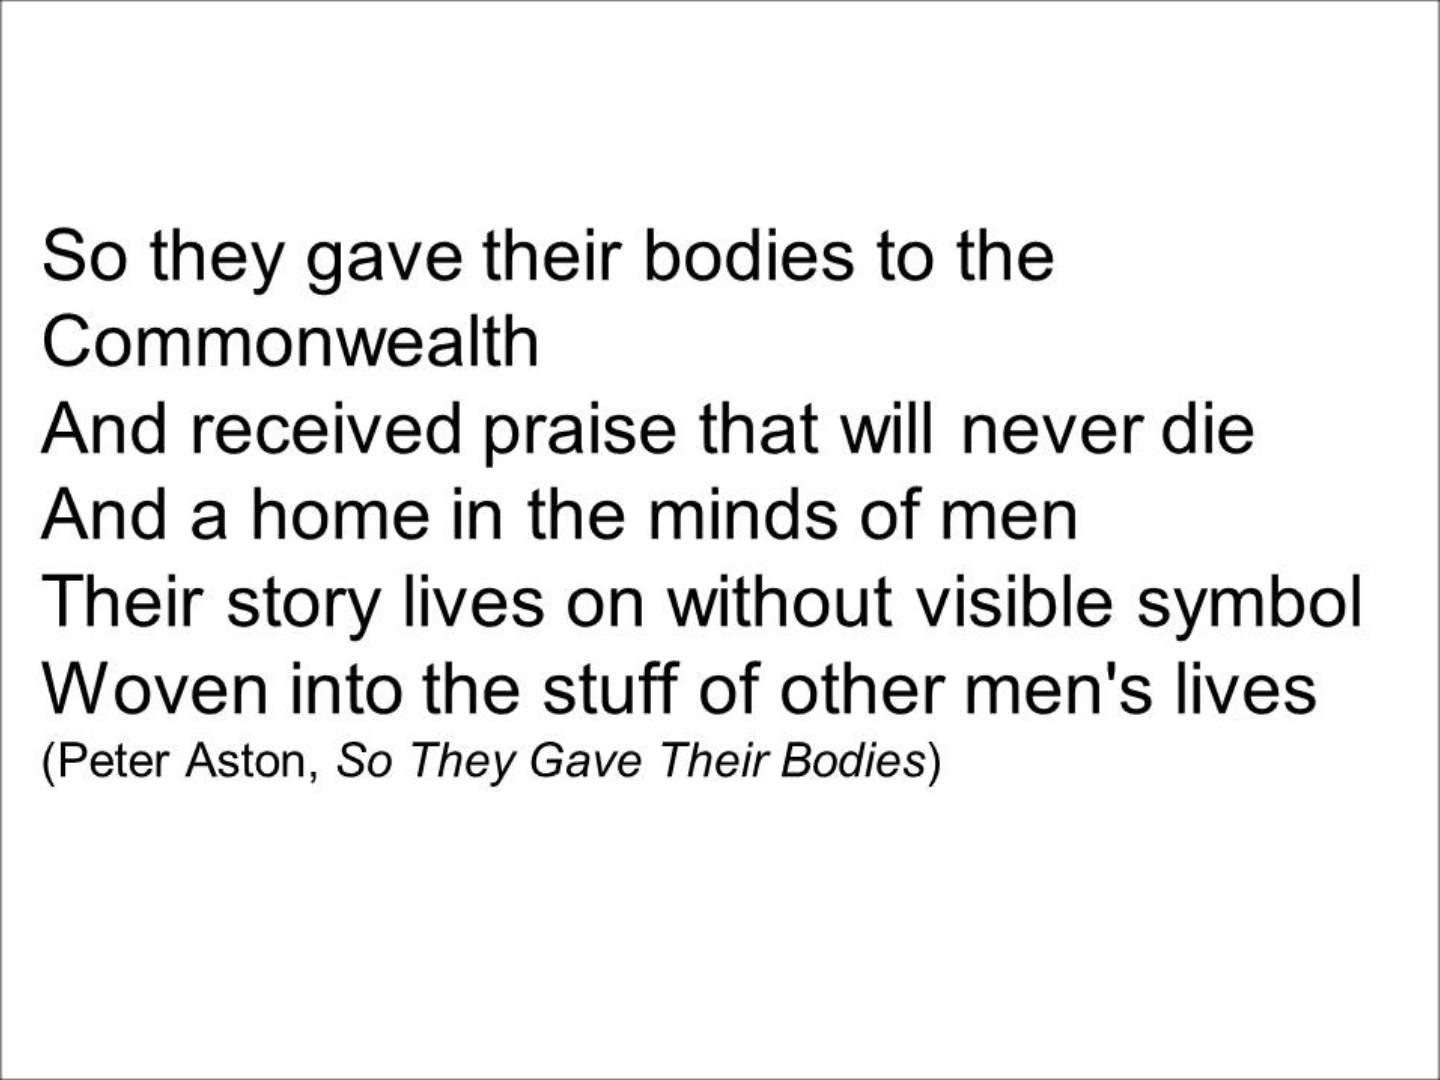 So they gave their bodies to the
Commonwealth
And received praise that will never die
And a home in the minds of men
Their story lives on without visible symbol
Woven into the stuff of other men's lives
(Peter Aston, So They Gave Their Bodies)